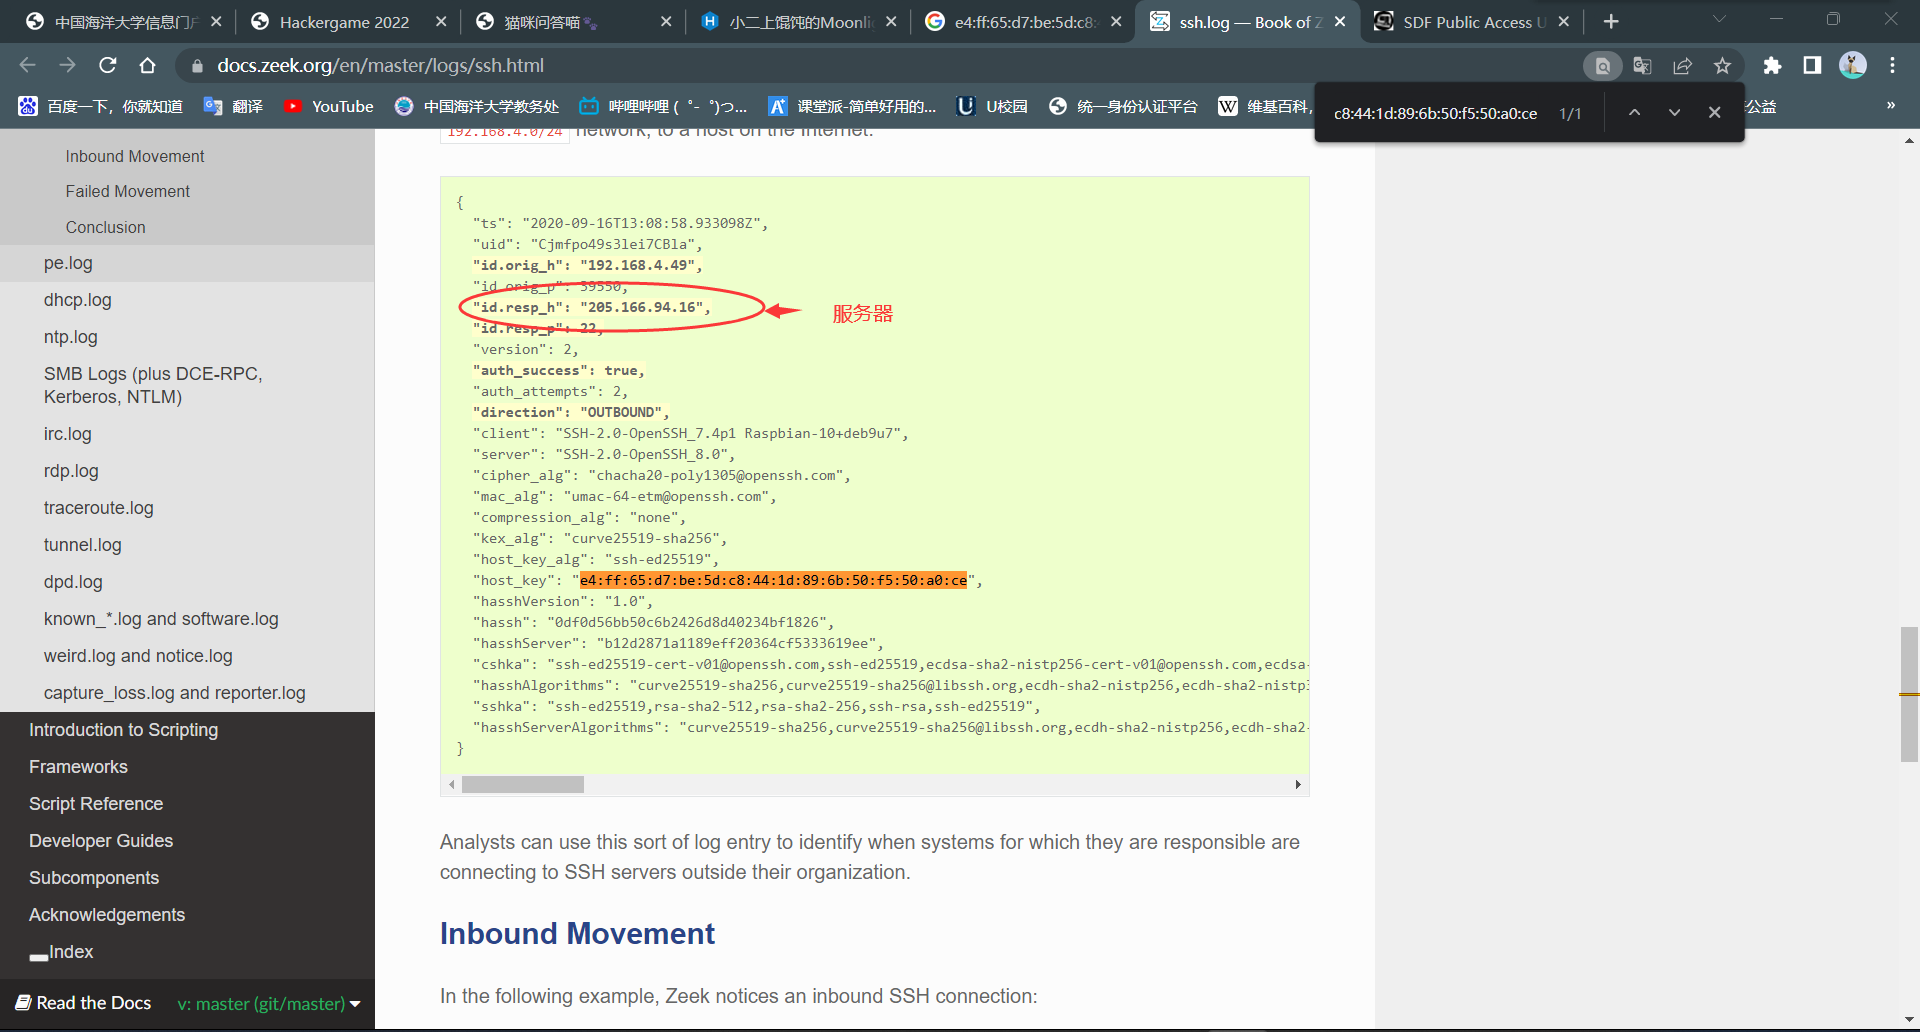 中国海洋大学信息门户
Hackergame 2022
猫咪问答喵🐾
小二上馄饨的Moonli
e4:ff:65:d7:be:5d:c8:
ssh.log — Book of Z
SDF Public Access U
docs.zeek.org/en/master/logs/ssh.html
百度一下，你就知道
翻译
YouTube
中国海洋大学教务处
哔哩哔哩 ( ゜- ゜)つ...
课堂派-简单好用的...
U校园
统一身份认证平台
维基百科,
公益
»
c8:44:1d:89:6b:50:f5:50:a0:ce 1/1
Inbound Movement
Failed Movement
Conclusion
pe.log
dhcp.log
ntp.log
SMB Logs (plus DCE-RPC,
Kerberos, NTLM)
irc.log
rdp.log
traceroute.log
tunnel.log
dpd.log
known_*.log and software.log
weird.log and notice.log
capture_loss.log and reporter.log
Introduction to Scripting
Frameworks
Script Reference
Developer Guides
Subcomponents
Acknowledgements
Index
Read the Docs
v: master (git/master)
192.168.4.0/24 network, to a host on the Internet.
{
"ts": "2020-09-16T13:08:58.933098Z",
"uid": "Cjmfpo49s3lei7CBla",
"id.orig_h": "192.168.4.49",
"id.orig_p": 39550,
"id.resp_h": "205.166.94.16",
服务器
"id.resp_p": 22,
"version": 2,
"auth_success": true,
"auth_attempts": 2,
"direction": "OUTBOUND",
"client": "SSH-2.0-OpenSSH_7.4p1 Raspbian-10+deb9u7",
"server": "SSH-2.0-OpenSSH_8.0",
"cipher_alg": "chacha20-poly1305@openssh.com",
"mac_alg": "umac-64-etm@openssh.com",
"compression_alg": "none",
"kex_alg": "curve25519-sha256",
"host_key_alg": "ssh-ed25519",
"host_key": "e4:ff:65:d7:be:5d:c8:44:1d:89:6b:50:f5:50:a0:ce",
"hasshVersion": "1.0",
"hassh": "0df0d56bb50c6b2426d8d40234bf1826",
"hasshServer": "b12d2871a1189eff20364cf5333619ee",
"cshka": "ssh-ed25519-cert-v01@openssh.com,ssh-ed25519,ecdsa-sha2-nistp256-cert-v01@openssh.com,ecdsa-
"hasshAlgorithms": "curve25519-sha256,curve25519-sha256@libssh.org,ecdh-sha2-nistp256,ecdh-sha2-nistp3
"sshka": "ssh-ed25519,rsa-sha2-512,rsa-sha2-256,ssh-rsa,ssh-ed25519",
"hasshServerAlgorithms": "curve25519-sha256,curve25519-sha256@libssh.org,ecdh-sha2-nistp256,ecdh-sha2-
}
Analysts can use this sort of log entry to identify when systems for which they are responsible are
connecting to SSH servers outside their organization.
Inbound Movement
In the following example, Zeek notices an inbound SSH connection: